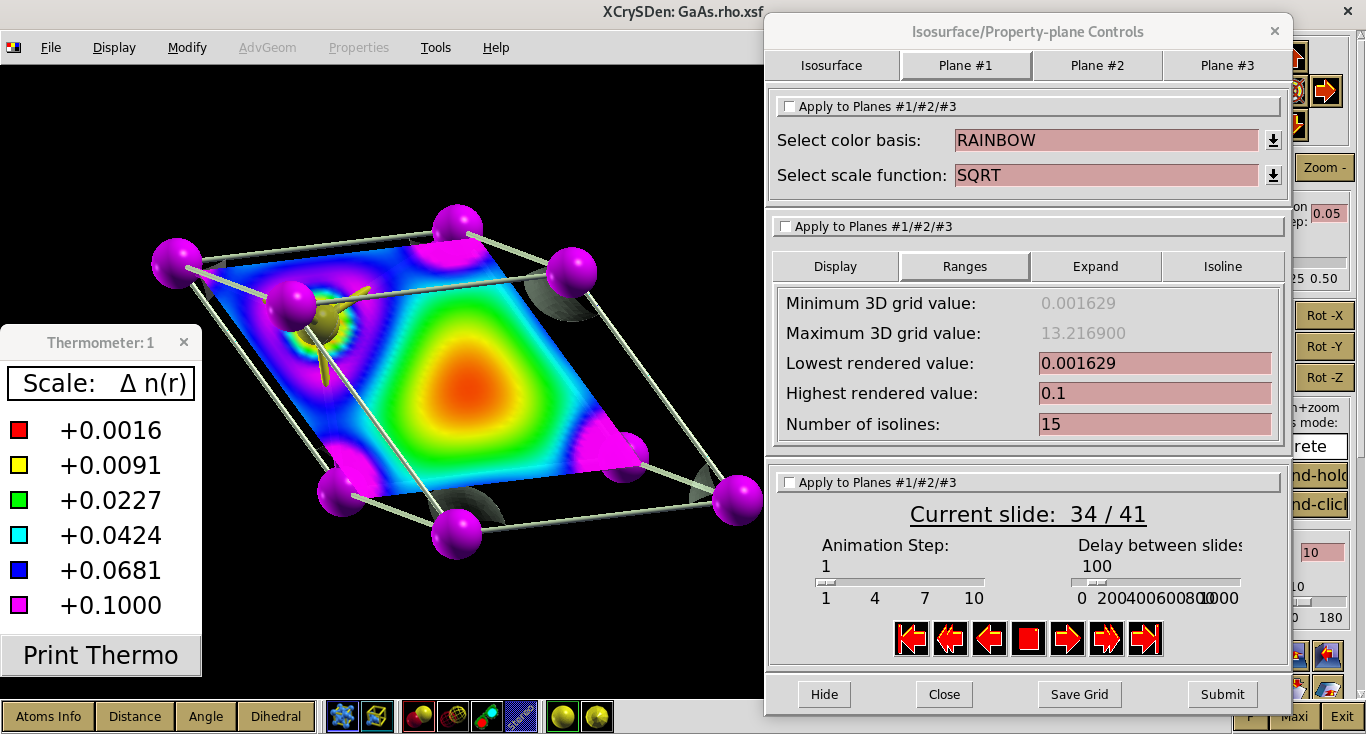 XCrySDen: GaAs.rho.xsf
File Display Modify AdvGeom Properties Tools Help
Thermometer: 1
Scale: Δ n(r)
+0.0016
+0.0091
+0.0227
+0.0424
+0.0681
+0.1000
Print Thermo
Isosurface/Property-plane Controls
Isosurface Plane #1 Plane #2 Plane #3
Apply to Planes #1/#2/#3
Select color basis: RAINBOW
Select scale function: SQRT
Apply to Planes #1/#2/#3
Display Ranges Expand Isoline
Minimum 3D grid value: 0.001629
Maximum 3D grid value: 13.216900
Lowest rendered value: 0.001629
Highest rendered value: 0.1
Number of isolines: 15
Apply to Planes #1/#2/#3
Current slide: 34 / 41
Animation Step: Delay between slides
1 100
1 4 7 10 0 200 400 600 800 1000
Hide Close Save Grid Submit
Zoom -
on
ep: 0.05
25 0.50
Rot -X
Rot -Y
Rot -Z
n+zoom
s mode:
rete
nd-hold
nd-click
10
10
0 180
Atoms Info Distance Angle Dihedral Stereo F Maxi Exit